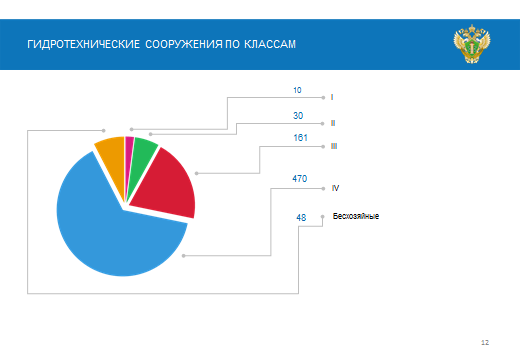 ГИДРОТЕХНИЧЕСКИЕ СООРУЖЕНИЯ ПО КЛАССАМ
10 I
30 II
161 III
470 IV
48 Бесхозяйные
12